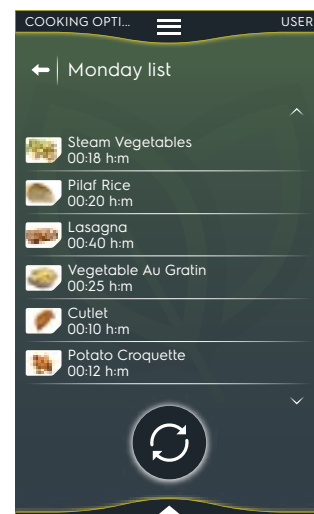 COOKING OPTI... USER
Monday list
Steam Vegetables
00:18 h:m
Pilaf Rice
00:20 h:m
Lasagna
00:40 h:m
Vegetable Au Gratin
00:25 h:m
Cutlet
00:10 h:m
Potato Croquette
00:12 h:m